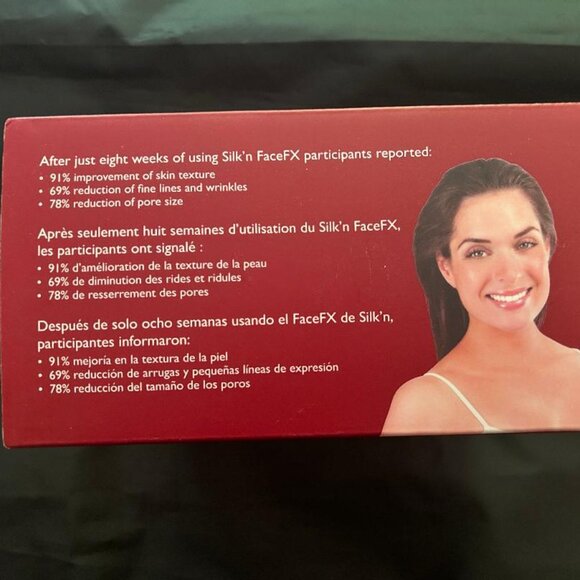 After just eight weeks of using Silk'n FaceFX participants reported:
• 91% improvement of skin texture
• 69% reduction of fine lines and wrinkles
• 78% reduction of pore size
Après seulement huit semaines d'utilisation du Silk'n FaceFX,
les participants ont signalé :
• 91% d'amélioration de la texture de la peau
• 69% de diminution des rides et ridules
• 78% de resserrement des pores
Después de solo ocho semanas usando el FaceFX de Silk'n,
participantes informaron:
• 91% mejoría en la textura de la piel
• 69% reducción de arrugas y pequeñas líneas de expresión
• 78% reducción del tamaño de los poros